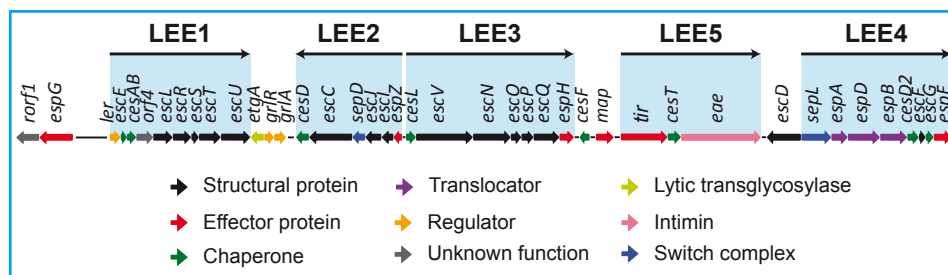 LEE1 LEE2 LEE3 LEE5 LEE4
orf1 espG ler escE cesAB orf4 escL escR escS escT escU etgA grlR grlA cesD escC sepD escJ escI espZ cesL escV escN escO escP escQ espH cesF map tir cesT eae escD sepL espA espD espB cesD2 escF escG espF
Structural protein Translocator Lytic transglycosylase
Effector protein Regulator Intimin
Chaperone Unknown function Switch complex